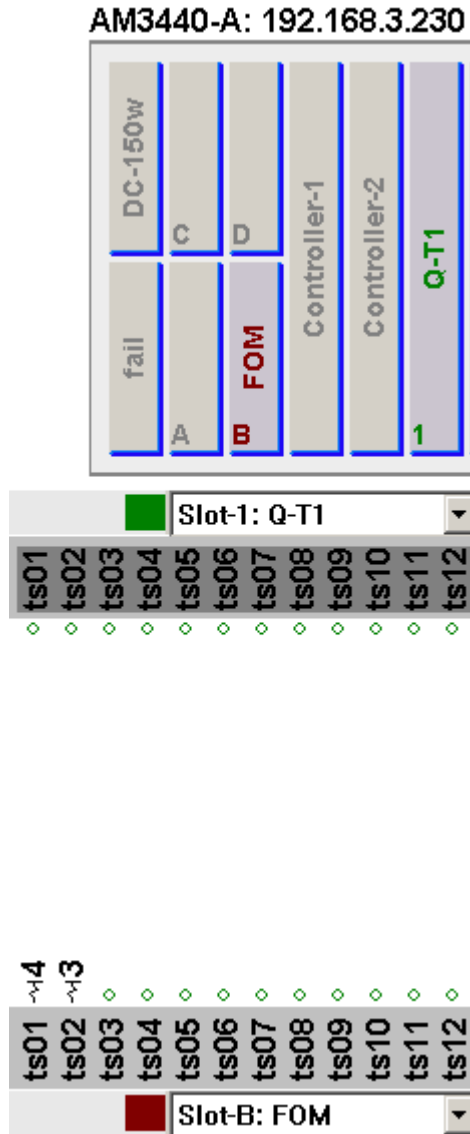 AM3440-A: 192.168.3.230
DC-150w
C
D
Controller-1
Controller-2
Q-T1
fail
A
FOM
B
1
Slot-1: Q-T1
ts01 ts02 ts03 ts04 ts05 ts06 ts07 ts08 ts09 ts10 ts11 ts12
4 3
ts01 ts02 ts03 ts04 ts05 ts06 ts07 ts08 ts09 ts10 ts11 ts12
Slot-B: FOM